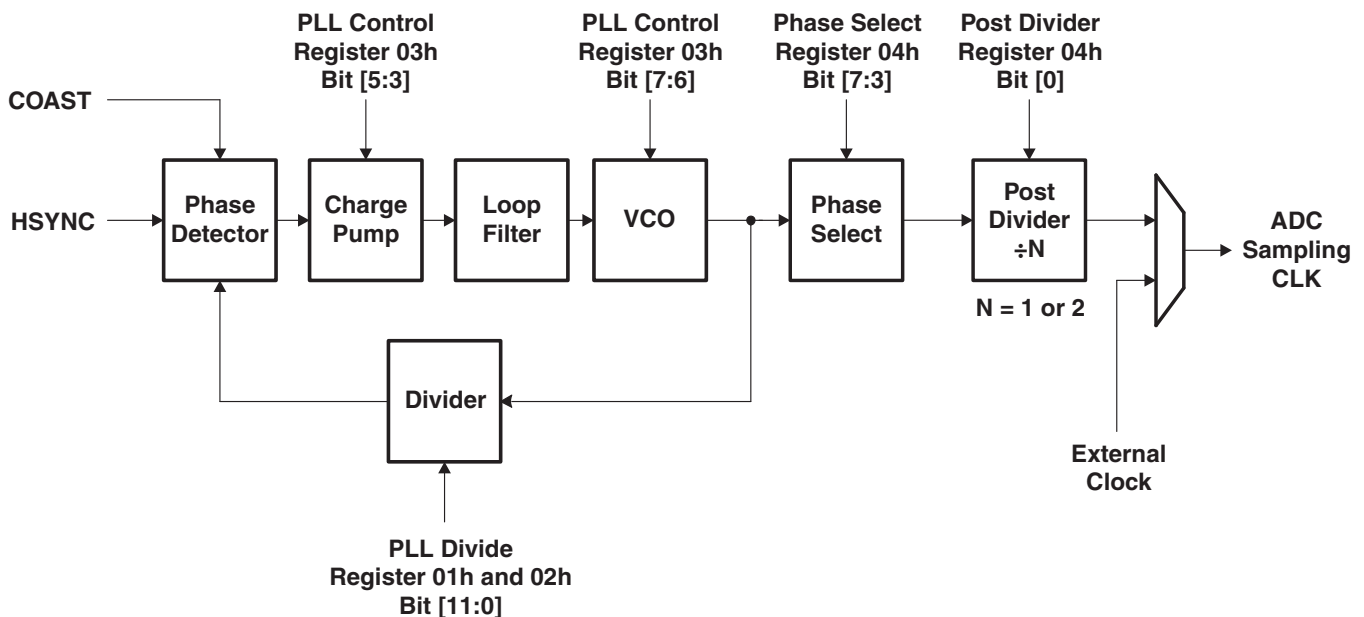 PLL Control
Register 03h
Bit [5:3]
PLL Control
Register 03h
Bit [7:6]
Phase Select
Register 04h
Bit [7:3]
Post Divider
Register 04h
Bit [0]
COAST
HSYNC
Phase
Detector
Charge
Pump
Loop
Filter
VCO
Phase
Select
Post
Divider
÷N
N = 1 or 2
ADC
Sampling
CLK
Divider
External
Clock
PLL Divide
Register 01h and 02h
Bit [11:0]